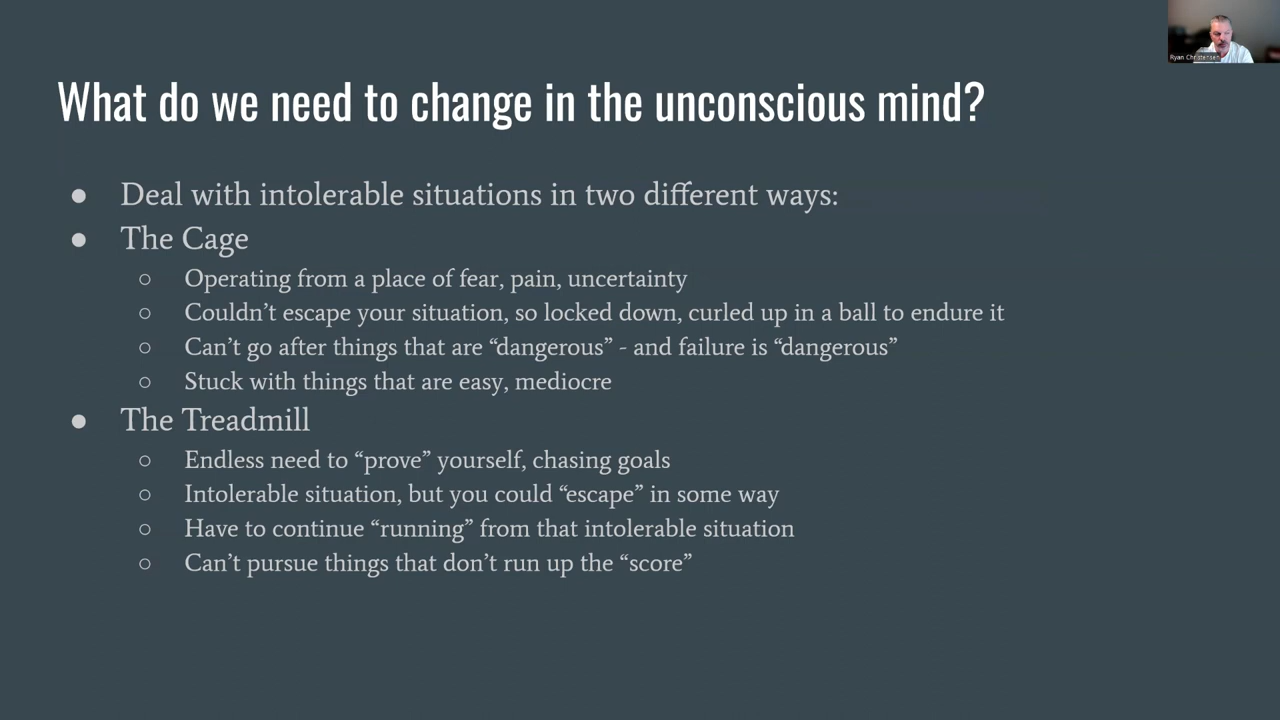 Ryan Christensen
What do we need to change in the unconscious mind?
● Deal with intolerable situations in two different ways:
● The Cage
○ Operating from a place of fear, pain, uncertainty
○ Couldn’t escape your situation, so locked down, curled up in a ball to endure it
○ Can’t go after things that are “dangerous” - and failure is “dangerous”
○ Stuck with things that are easy, mediocre
● The Treadmill
○ Endless need to “prove” yourself, chasing goals
○ Intolerable situation, but you could “escape” in some way
○ Have to continue “running” from that intolerable situation
○ Can’t pursue things that don’t run up the “score”